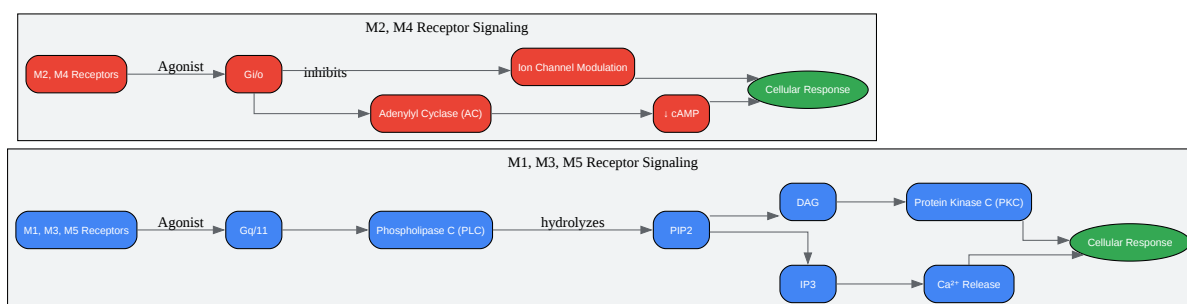 M2, M4 Receptor Signaling
M2, M4 Receptors
Agonist
Gi/o
inhibits
Ion Channel Modulation
Adenylyl Cyclase (AC)
↓ cAMP
Cellular Response
M1, M3, M5 Receptor Signaling
M1, M3, M5 Receptors
Agonist
Gq/11
Phospholipase C (PLC)
hydrolyzes
PIP2
DAG
Protein Kinase C (PKC)
IP3
Ca²⁺ Release
Cellular Response